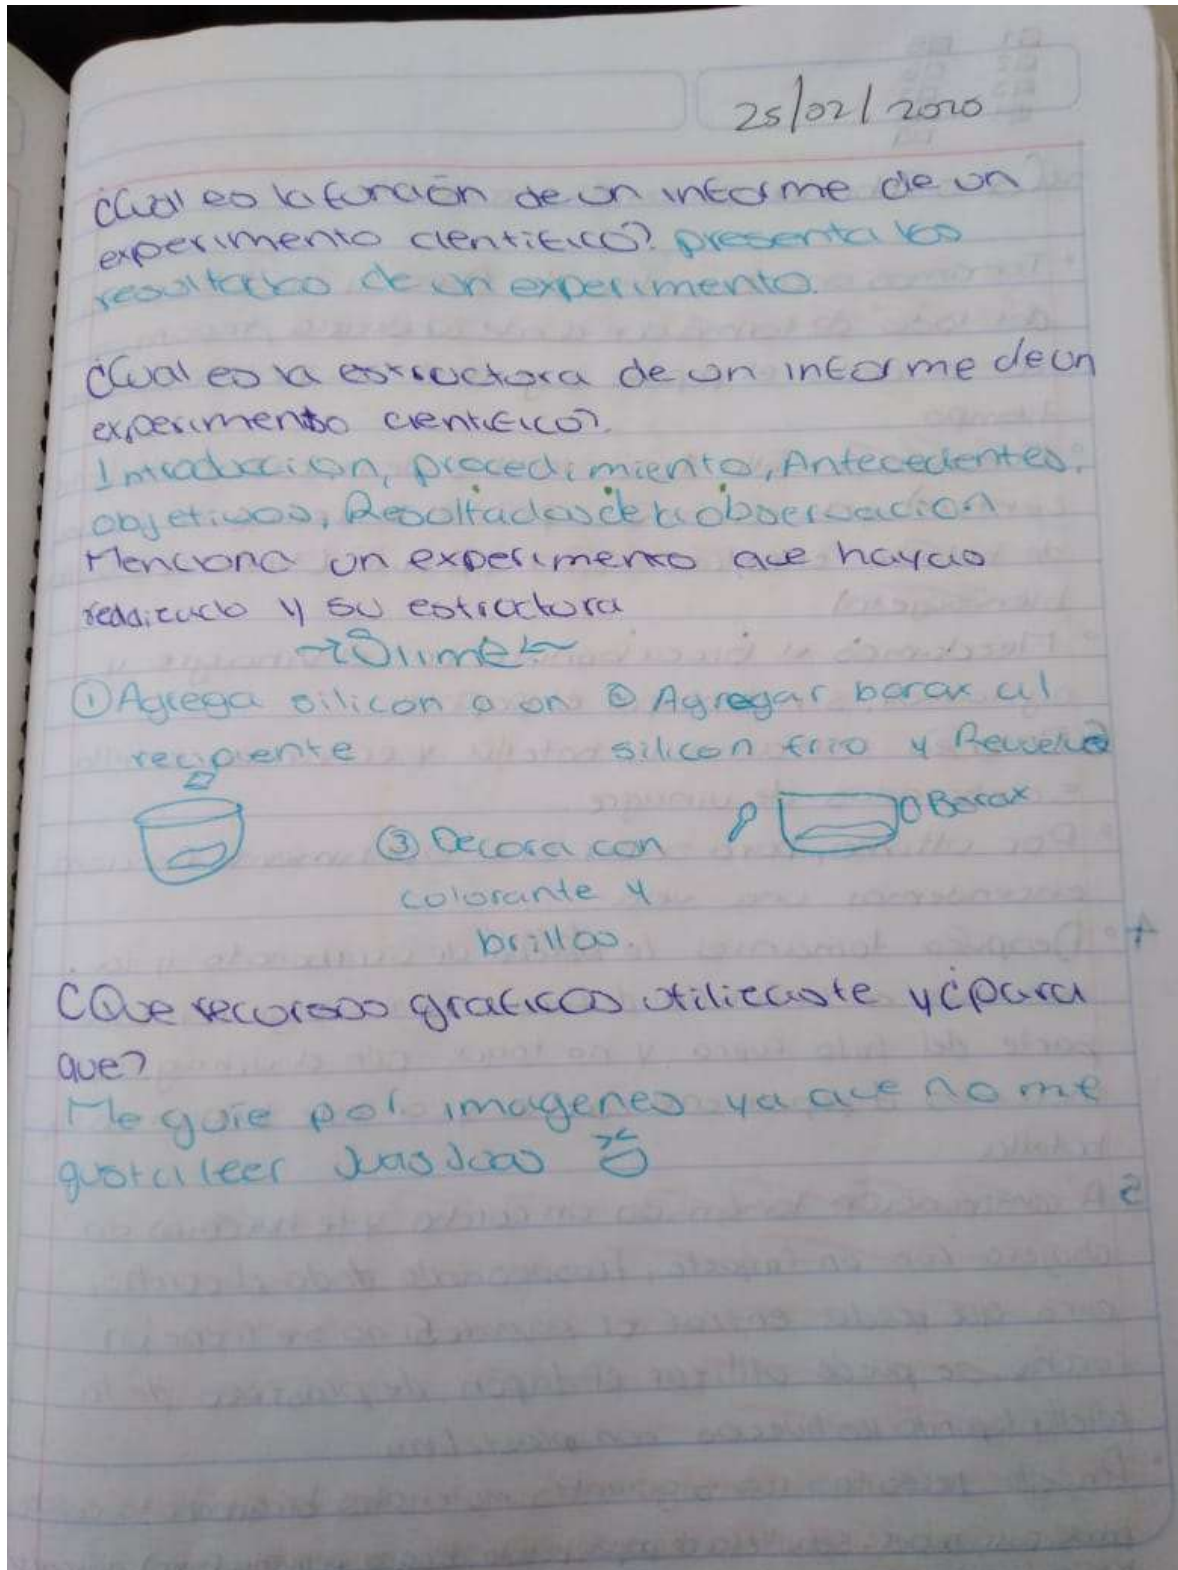 25/02/2020
¿Cual es la función de un informe de un
experimento cientifico? presenta los
resultados de un experimento.
¿Cual es la estructura de un informe de un
experimento cientifico?
Introduccion, procedimiento, Antecedentes,
objetivos, Resultados de la observacion
Menciona un experimento que hayas
realizado y su estructura
Slime
① Agrega silicon a un
recipiente
② Agregar borax al
silicon frio y Revuelve
Borax
③ Decora con
colorante y
brillos.
¿Que recursos graficos utilizaste y ¿para
que?
Me guie por imagenes ya que no me
gusta leer Juas Juas